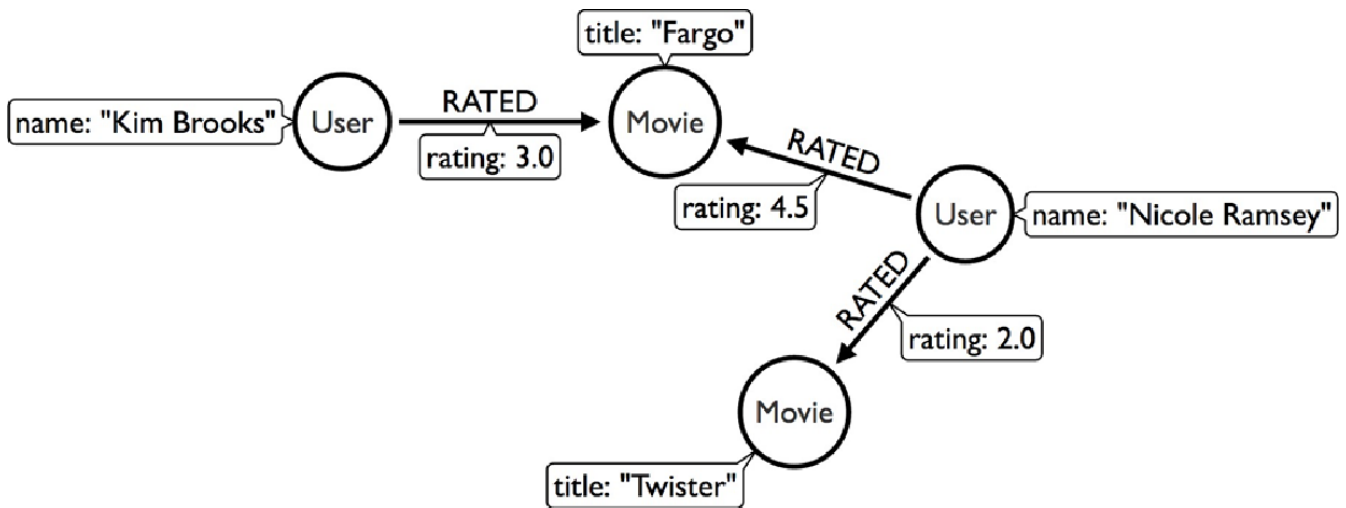 title: "Fargo"
name: "Kim Brooks"
User
RATED
rating: 3.0
Movie
RATED
rating: 4.5
User
name: "Nicole Ramsey"
RATED
rating: 2.0
Movie
title: "Twister"